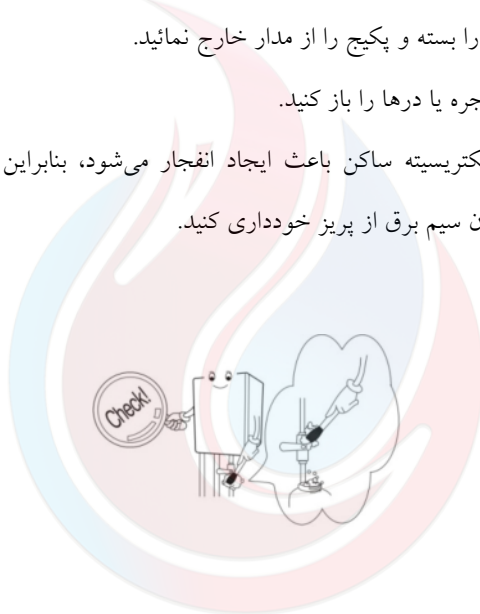 را بسته و پکیج را از مدار خارج نمائید.
جره یا درها را باز کنید.
کتریسیته ساکن باعث ایجاد انفجار می‌شود، بنابراین
ن سیم برق از پریز خودداری کنید.
Check!